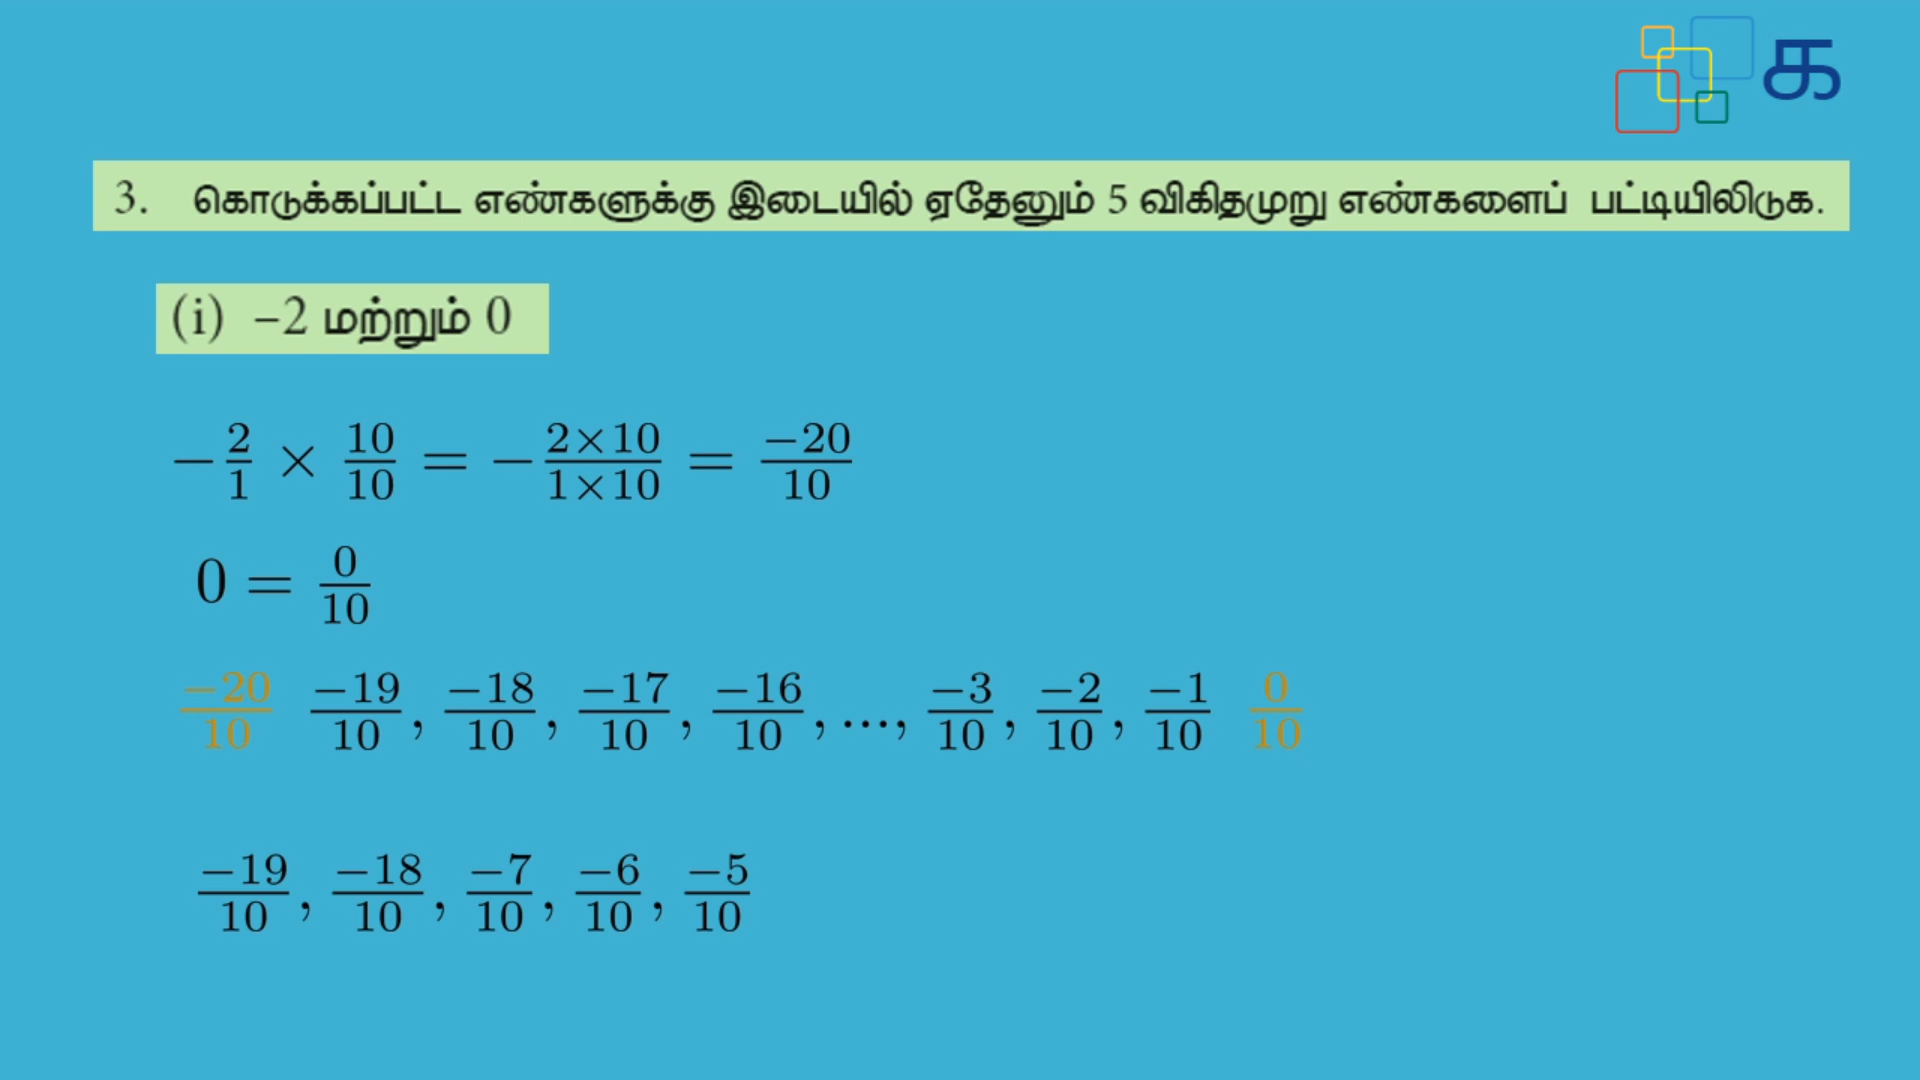 க
3. கொடுக்கப்பட்ட எண்களுக்கு இடையில் ஏதேனும் 5 விகிதமுறு எண்களைப் பட்டியிலிடுக.
(i) –2 மற்றும் 0
−2/1 × 10/10 = −2×10/1×10 = −20/10
0 = 0/10
−20/10 −19/10, −18/10, −17/10, −16/10, ..., −3/10, −2/10, −1/10 0/10
−19/10, −18/10, −7/10, −6/10, −5/10